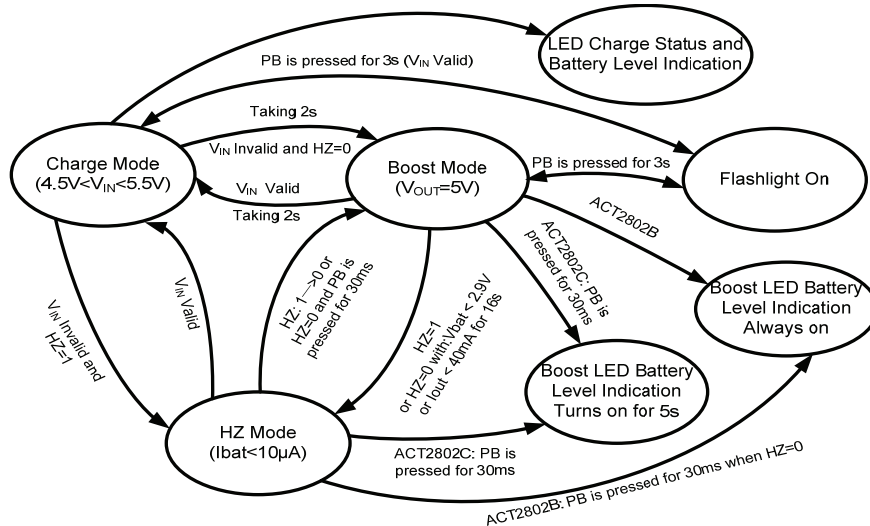 LED Charge Status and
Battery Level Indication
PB is pressed for 3s (VIN Valid)
Taking 2s
VIN Invalid and HZ=0
Charge Mode
(4.5V<VIN<5.5V)
Boost Mode
(VOUT=5V)
PB is pressed for 3s
Flashlight On
VIN Valid
Taking 2s
ACT2802B
ACT2802C: PB is
pressed for 30ms
Boost LED Battery
Level Indication
Always on
VIN Invalid and
HZ=1
VIN Valid
HZ: 1—>0 or
HZ=0 and PB is
pressed for 30ms
HZ=1
or HZ=0 with:Vbat < 2.9V
or Iout < 40mA for 16s
Boost LED Battery
Level Indication
Turns on for 5s
HZ Mode
(Ibat<10µA)
ACT2802C: PB is
pressed for 30ms
ACT2802B: PB is pressed for 30ms when HZ=0